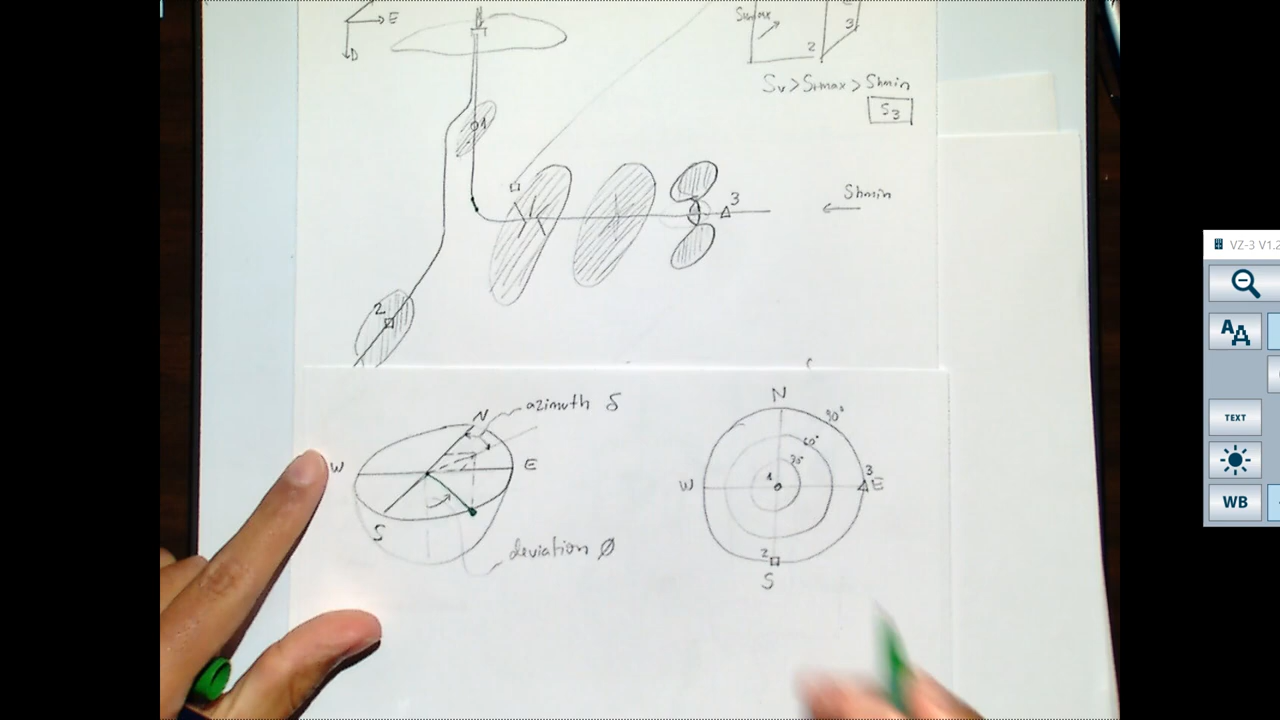 E
D
3
SHmax
2
Sv > SHmax > Shmin
S3
1
3
Shmin
2
N
azimuth δ
W
E
S
deviation Ø
N
90°
60°
30°
W
1
3
E
2
S
VZ-3 V1.2
AA
TEXT
WB